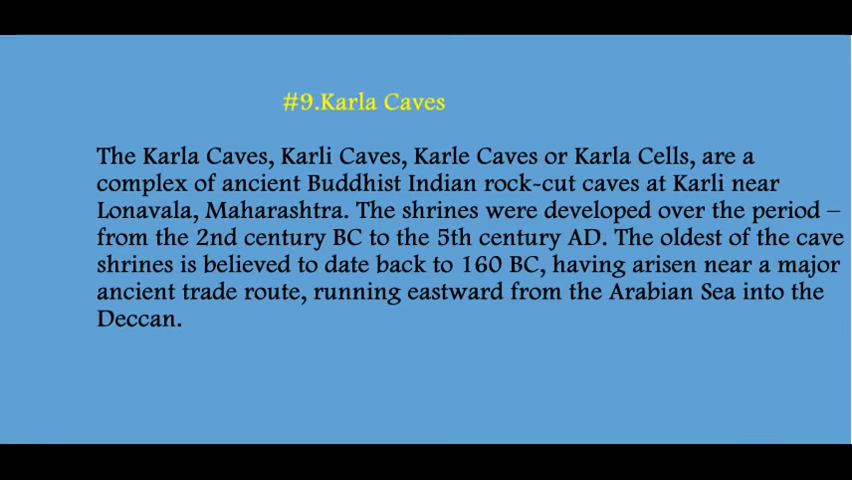 #9.Karla Caves
The Karla Caves, Karli Caves, Karle Caves or Karla Cells, are a
complex of ancient Buddhist Indian rock-cut caves at Karli near
Lonavala, Maharashtra. The shrines were developed over the period –
from the 2nd century BC to the 5th century AD. The oldest of the cave
shrines is believed to date back to 160 BC, having arisen near a major
ancient trade route, running eastward from the Arabian Sea into the
Deccan.